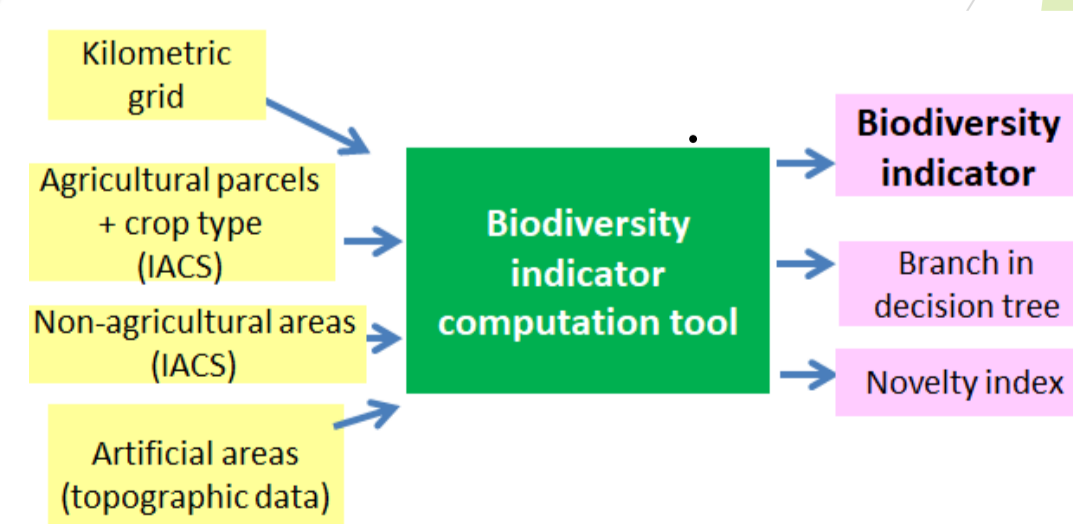 Kilometric
grid
Agricultural parcels
+ crop type
(IACS)
Non-agricultural areas
(IACS)
Artificial areas
(topographic data)
Biodiversity
indicator
computation tool
Biodiversity
indicator
Branch in
decision tree
Novelty index